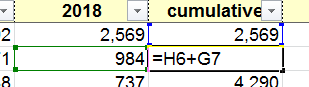 2018 cumulative
2,569 2,569
984 =H6+G7
737 4,290